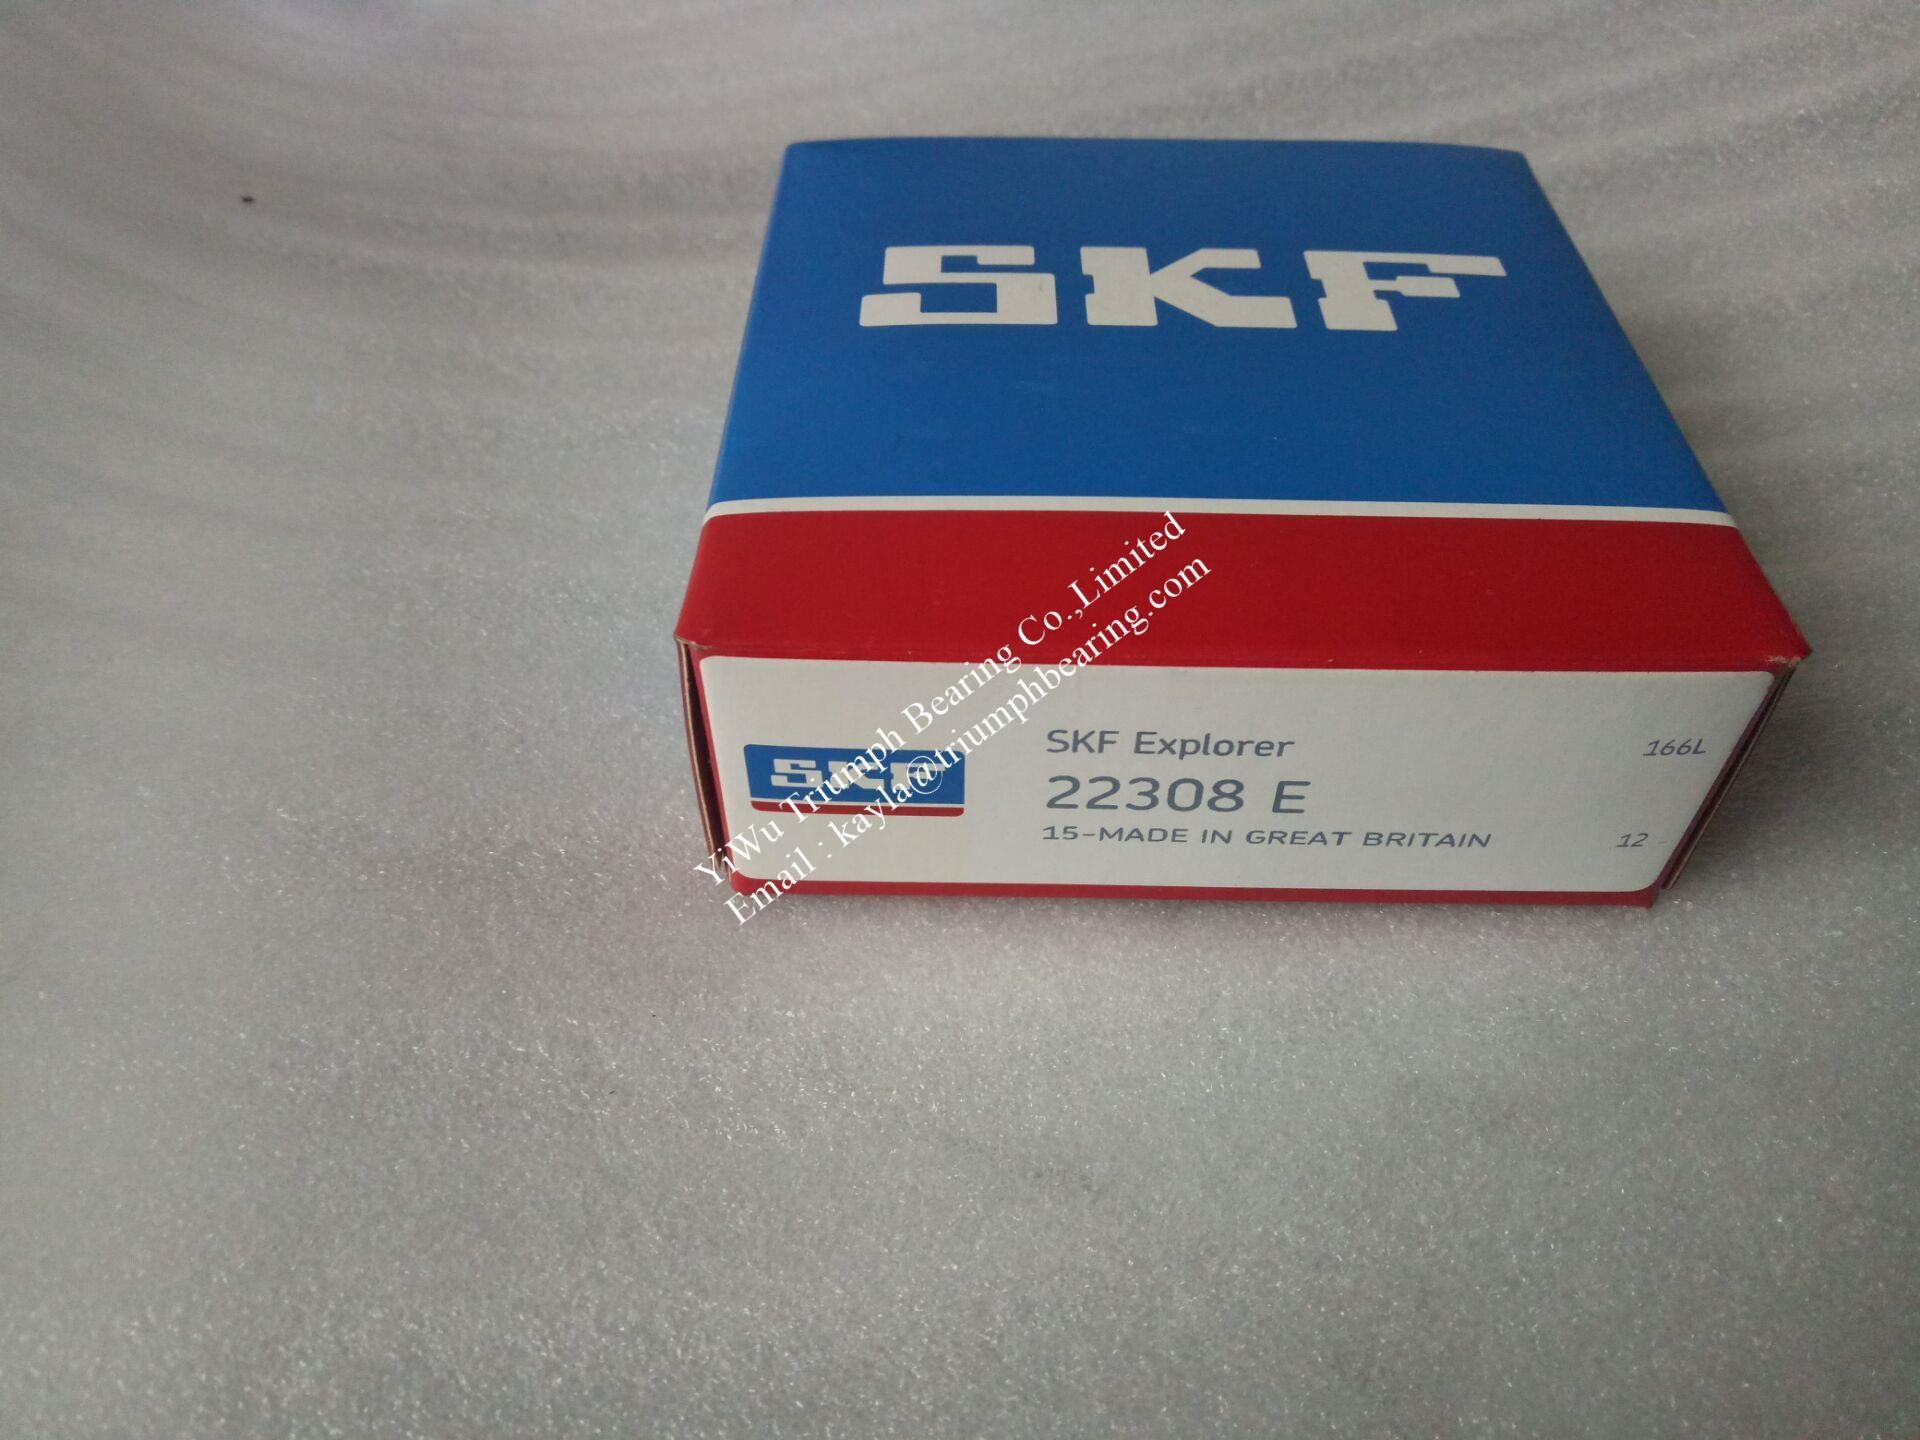 SKF
SKF
SKF Explorer
22308 E
15-MADE IN GREAT BRITAIN
166L
12
YiWu Triumph Bearing Co.,Limited
Email : kayla@triumphbearing.com